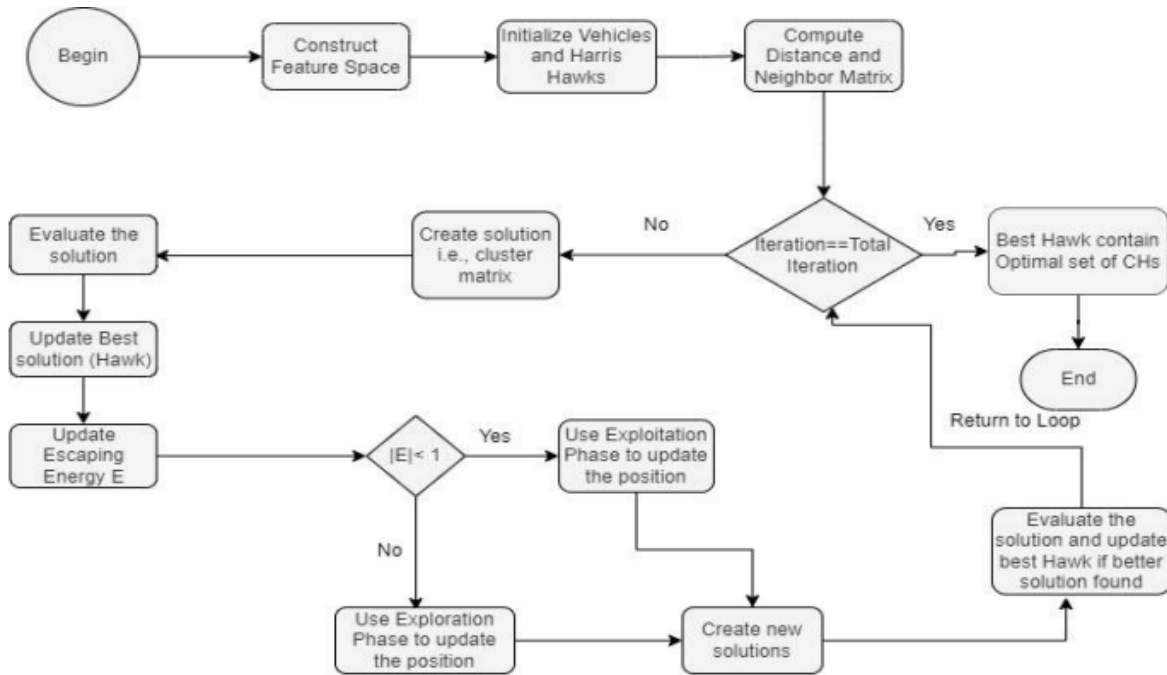 Begin
Construct
Feature Space
Initialize Vehicles
and Harris
Hawks
Compute
Distance and
Neighbor Matrix
Iteration==Total
Iteration
No
Yes
Best Hawk contain
Optimal set of CHs
End
Create solution
i.e., cluster
matrix
Evaluate the
solution
Update Best
solution (Hawk)
Update
Escaping
Energy E
|E|< 1
Yes
No
Use Exploitation
Phase to update
the position
Use Exploration
Phase to update
the position
Create new
solutions
Evaluate the
solution and update
best Hawk if better
solution found
Return to Loop